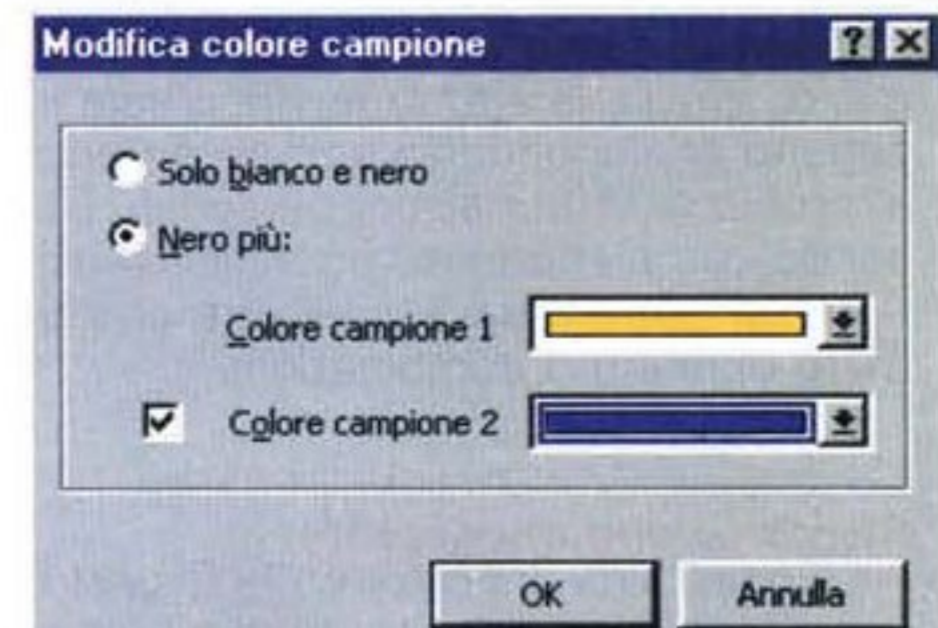 Modifica colore campione
Solo bianco e nero
Nero più:
Colore campione 1
Colore campione 2
OK
Annulla